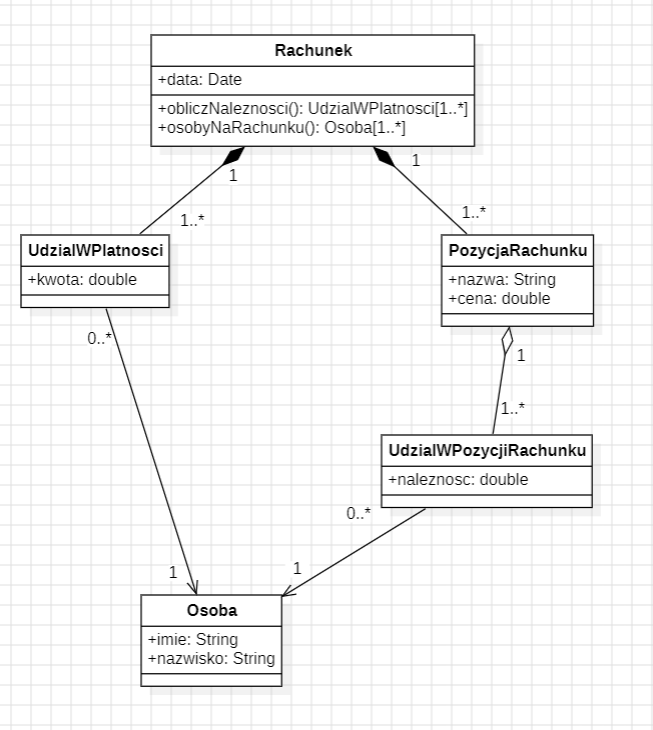 Rachunek
+data: Date
+obliczNaleznosci(): UdzialWPlatnosci[1..*]
+osobyNaRachunku(): Osoba[1..*]
1
1
1..*
1..*
UdzialWPlatnosci
+kwota: double
PozycjaRachunku
+nazwa: String
+cena: double
0..*
1
1..*
UdzialWPozycjiRachunku
+naleznosc: double
0..*
1
1
Osoba
+imie: String
+nazwisko: String